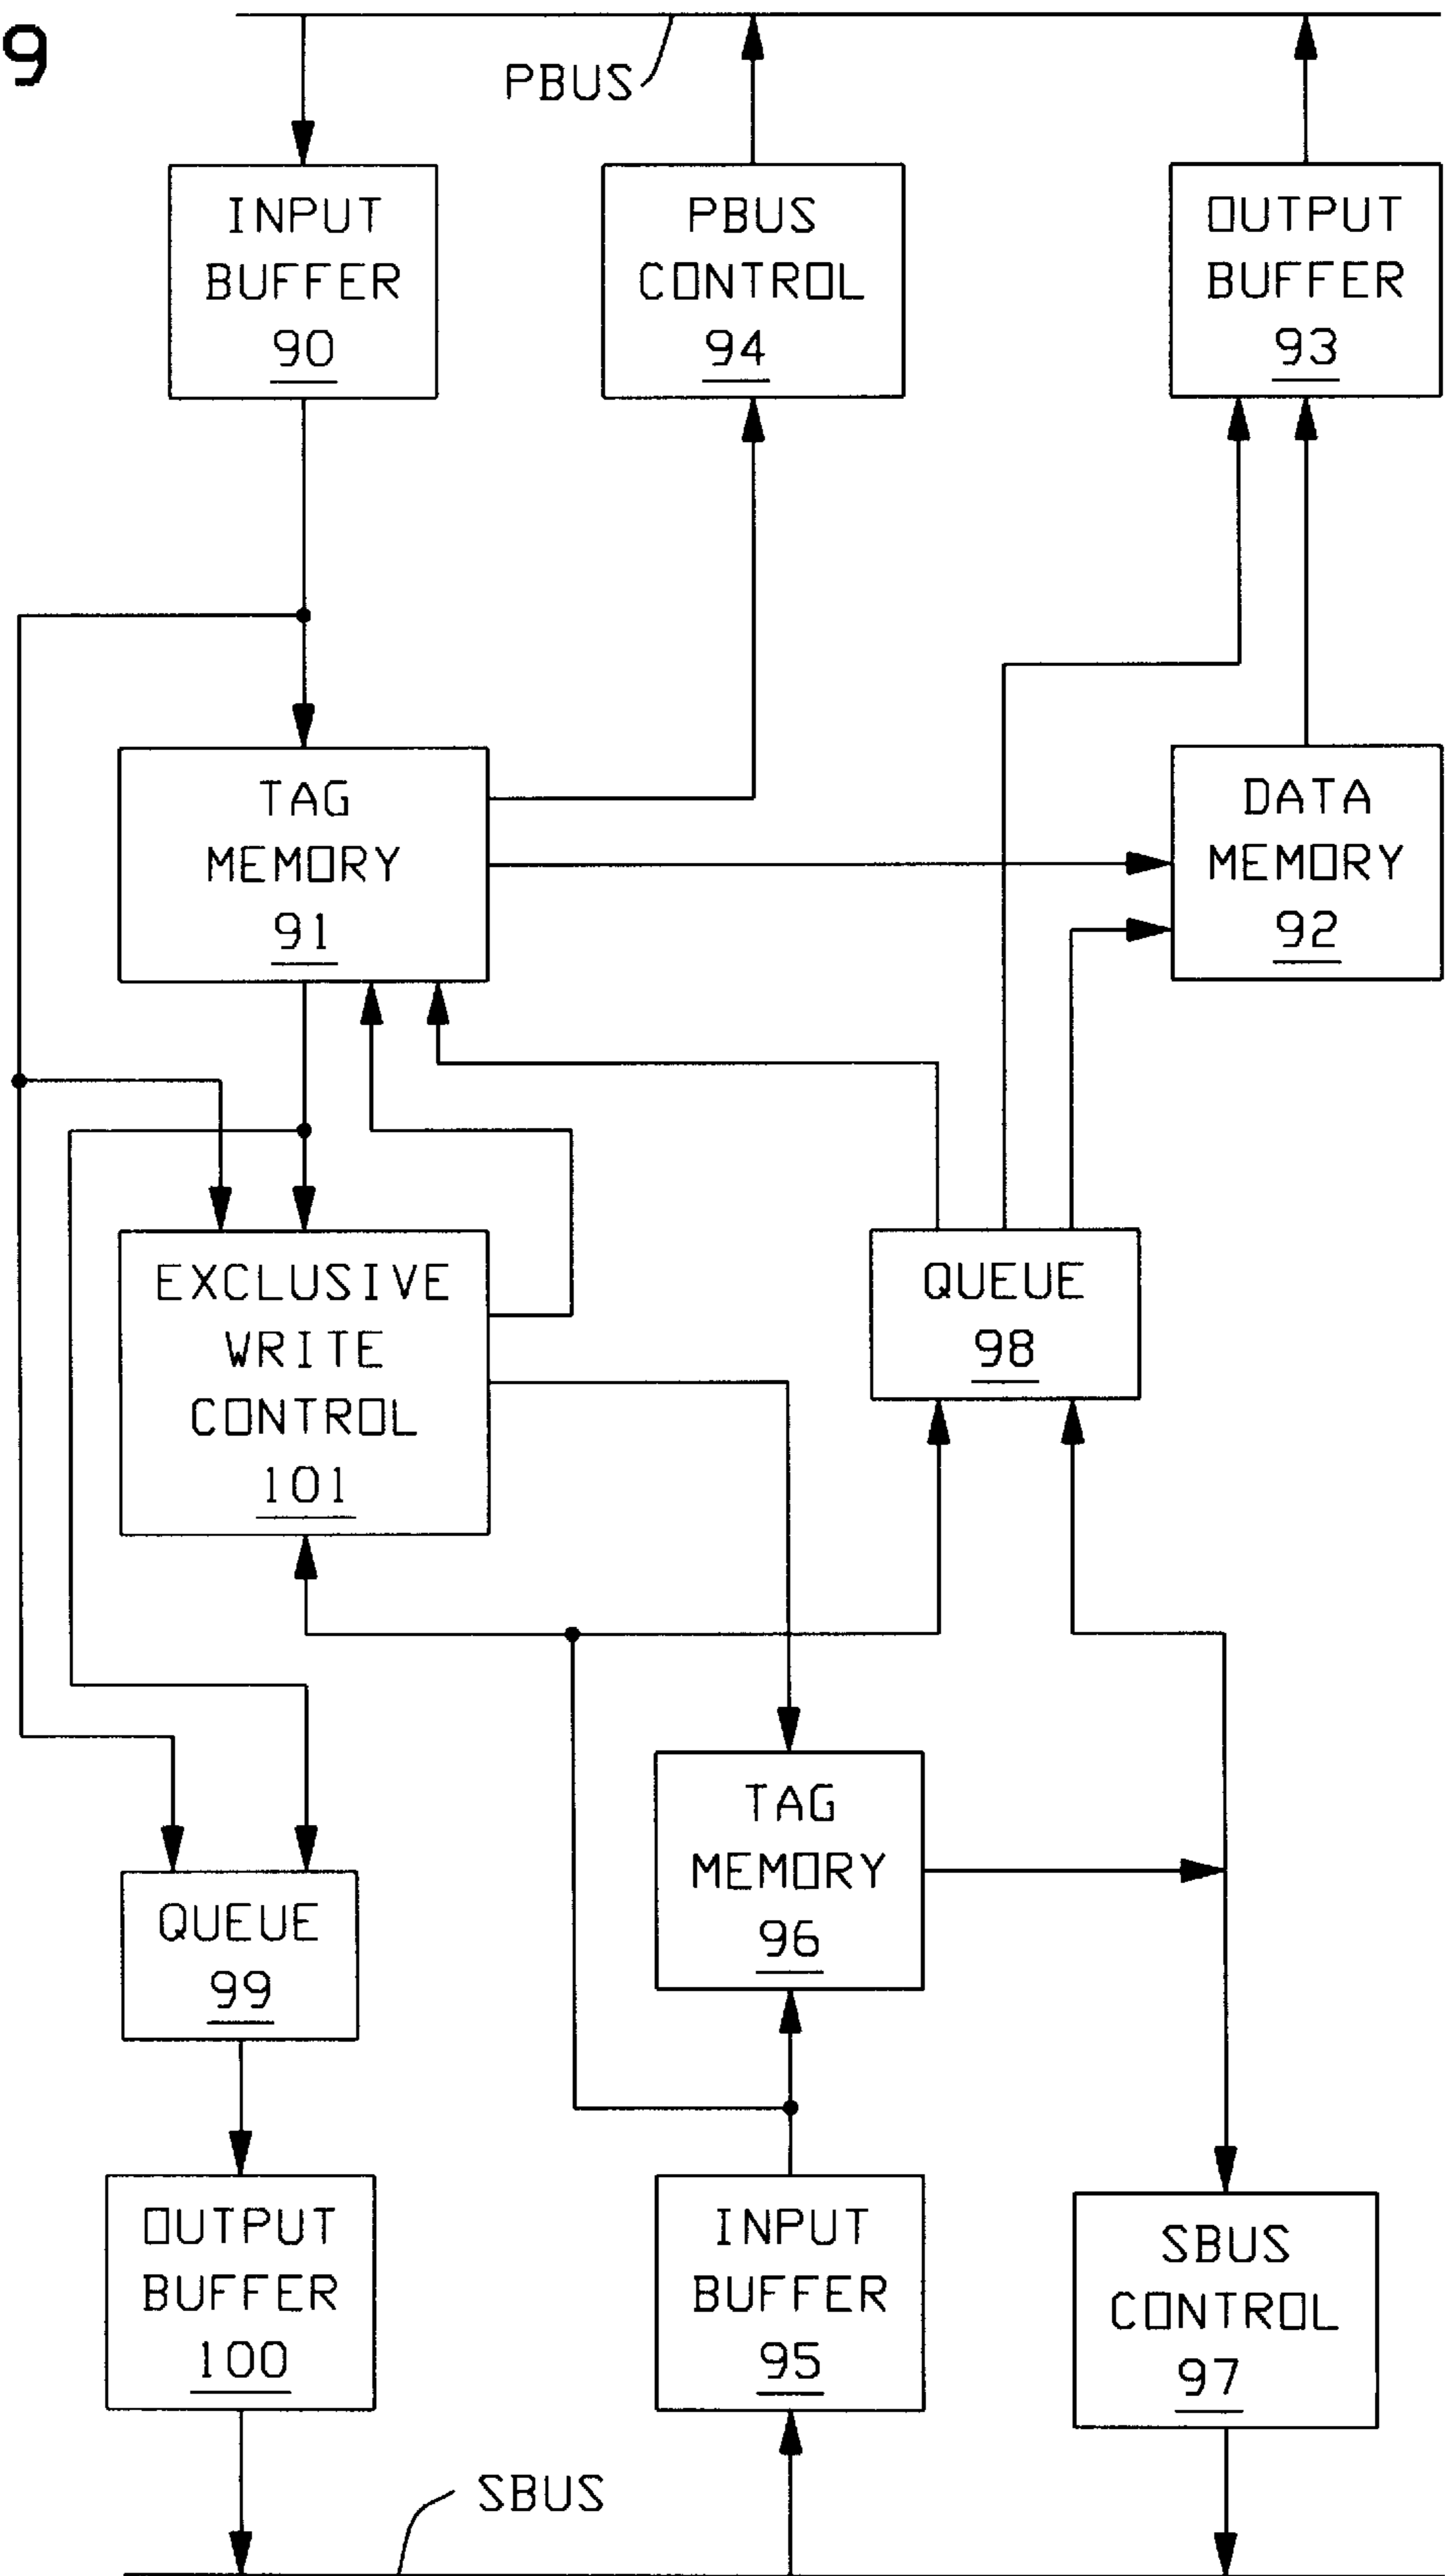 9
PBUS
INPUT
BUFFER
90
PBUS
CONTROL
94
OUTPUT
BUFFER
93
TAG
MEMORY
91
DATA
MEMORY
92
EXCLUSIVE
WRITE
CONTROL
101
QUEUE
98
TAG
MEMORY
96
QUEUE
99
OUTPUT
BUFFER
100
INPUT
BUFFER
95
SBUS
CONTROL
97
SBUS